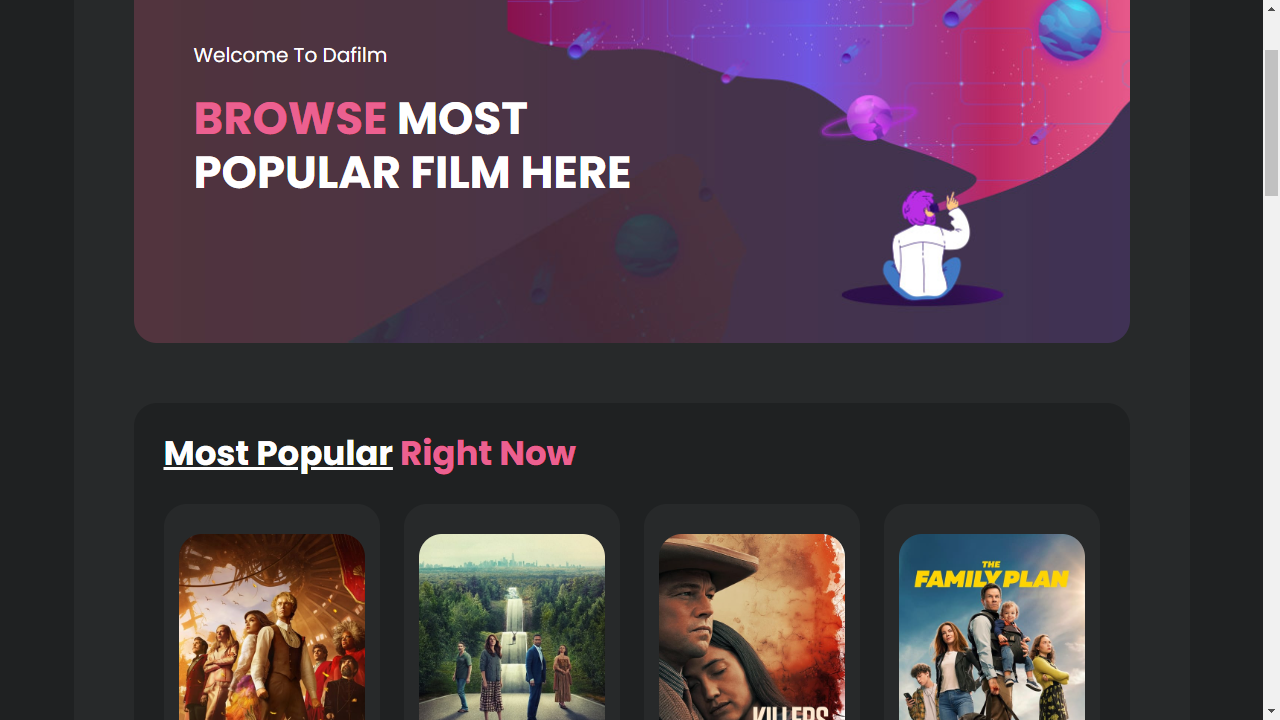 Welcome To Dafilm
BROWSE MOST
POPULAR FILM HERE
Most Popular Right Now
THE
FAMILY PLAN
KILLERS